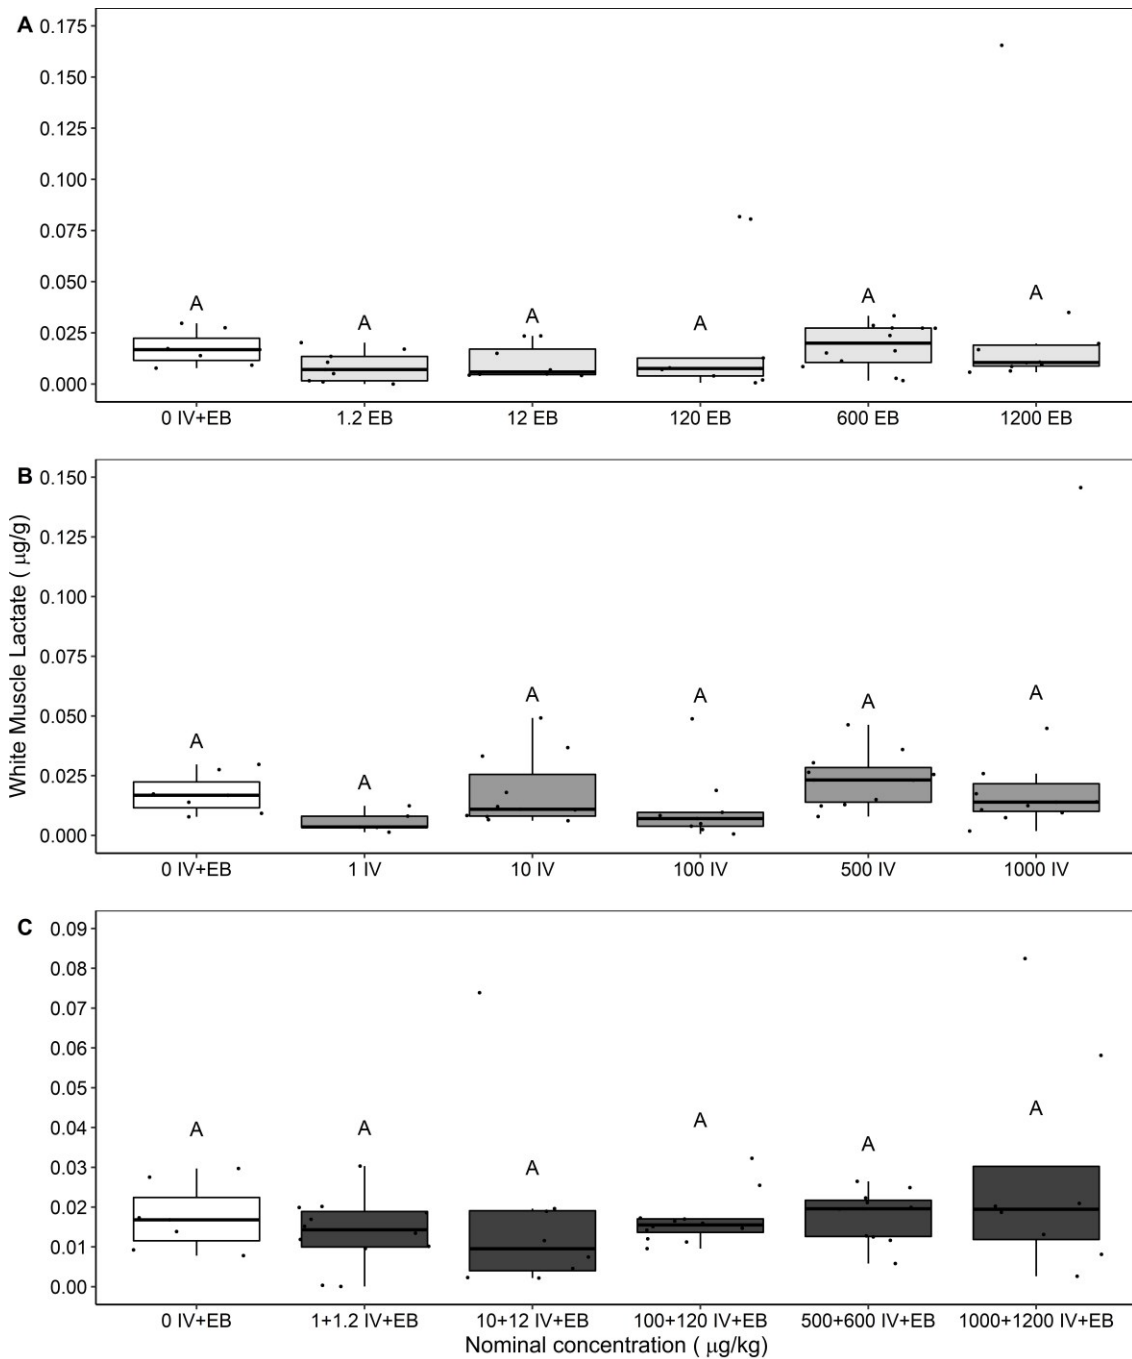 A
0.175
0.150
0.125
0.100
0.075
0.050
0.025
0.000
A A A A A A
0 IV+EB 1.2 EB 12 EB 120 EB 600 EB 1200 EB
B
0.150
0.125
0.100
0.075
0.050
0.025
0.000
A A A A A A
0 IV+EB 1 IV 10 IV 100 IV 500 IV 1000 IV
White Muscle Lactate ( μg/g)
C
0.09
0.08
0.07
0.06
0.05
0.04
0.03
0.02
0.01
0.00
A A A A A A
0 IV+EB 1+1.2 IV+EB 10+12 IV+EB 100+120 IV+EB 500+600 IV+EB 1000+1200 IV+EB
Nominal concentration ( μg/kg)